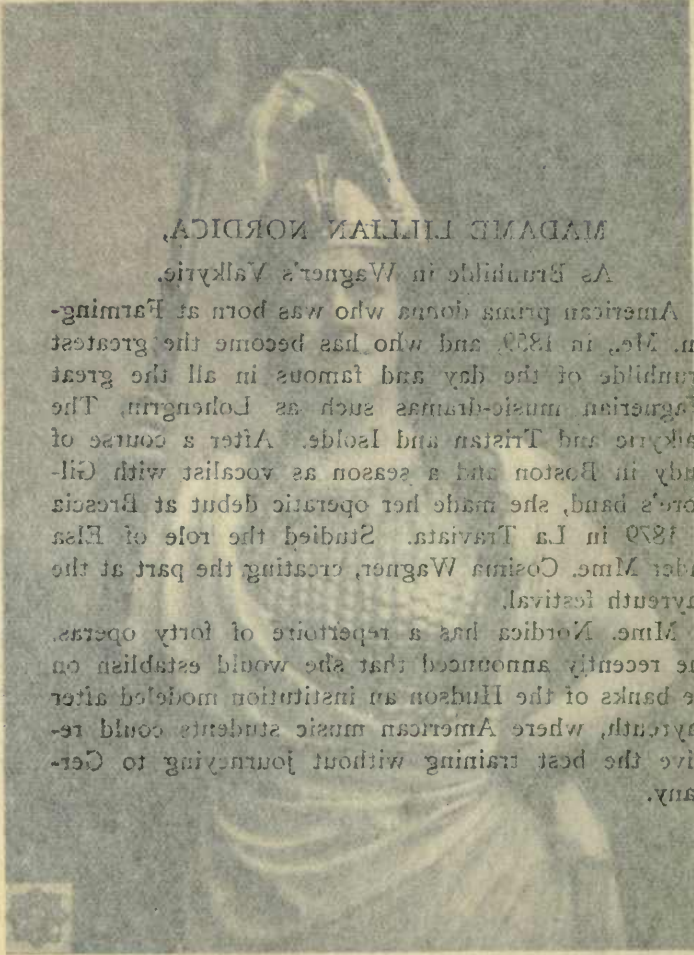 MADAME LILLIAN NORDICA,
As Brunhilde in Wagner's Valkyrie.
American prima donna who was born at Farming-
n. Me., in 1859, and who has become the greatest
runhilde of the day and famous in all the great
agnerian music-dramas such as Lohengrin, The
alkyrie and Tristan and Isolde. After a course of
udy in Boston and a season as vocalist with Gil-
ore's band, she made her operatic debut at Brescia
1879 in La Traviata. Studied the role of Elsa
nder Mme. Cosima Wagner, creating the part at the
ayreuth festival.
Mme. Nordica has a repertoire of forty operas.
he recently announced that she would establish on
e banks of the Hudson an institution modeled after
ayreuth, where American music students could re-
ive the best training without journeying to Ger-
any.